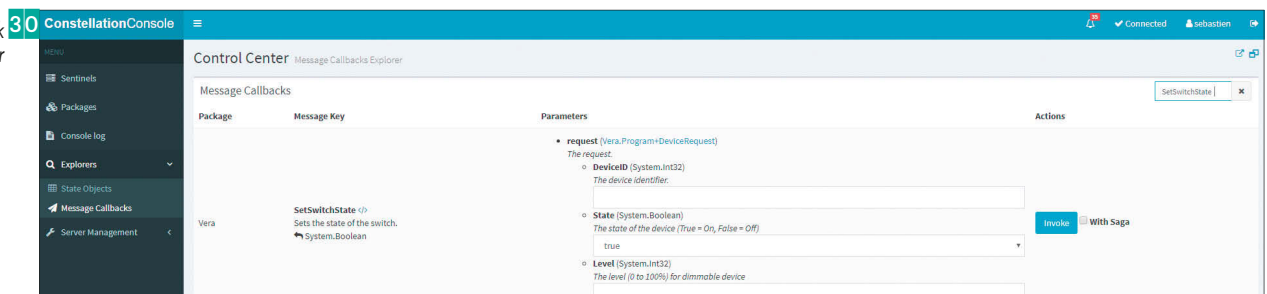 k
30
r
ConstellationConsole
Connected
sebastien
MENU
Sentinels
Packages
Console log
Explorers
State Objects
Message Callbacks
Server Management
Control Center Message Callbacks Explorer
Message Callbacks
SetSwitchState
Package Message Key Parameters Actions
Vera
SetSwitchState </>
Sets the state of the switch.
System.Boolean
request (Vera.Program+DeviceRequest)
The request.
DeviceID (System.Int32)
The device identifier.
State (System.Boolean)
The state of the device (True = On, False = Off)
true
Level (System.Int32)
The level (0 to 100%) for dimmable device
Invoke With Saga